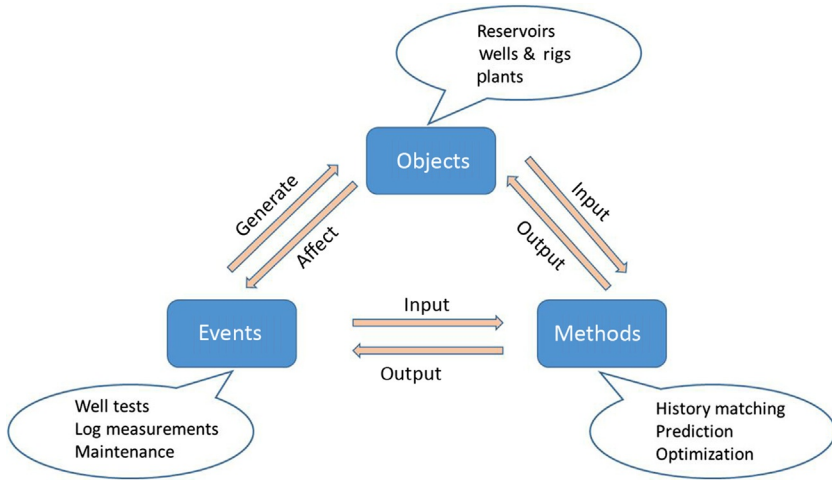 Reservoirs
wells & rigs
plants
Objects
Generate
Affect
Input
Output
Events
Input
Output
Methods
Well tests
Log measurements
Maintenance
History matching
Prediction
Optimization